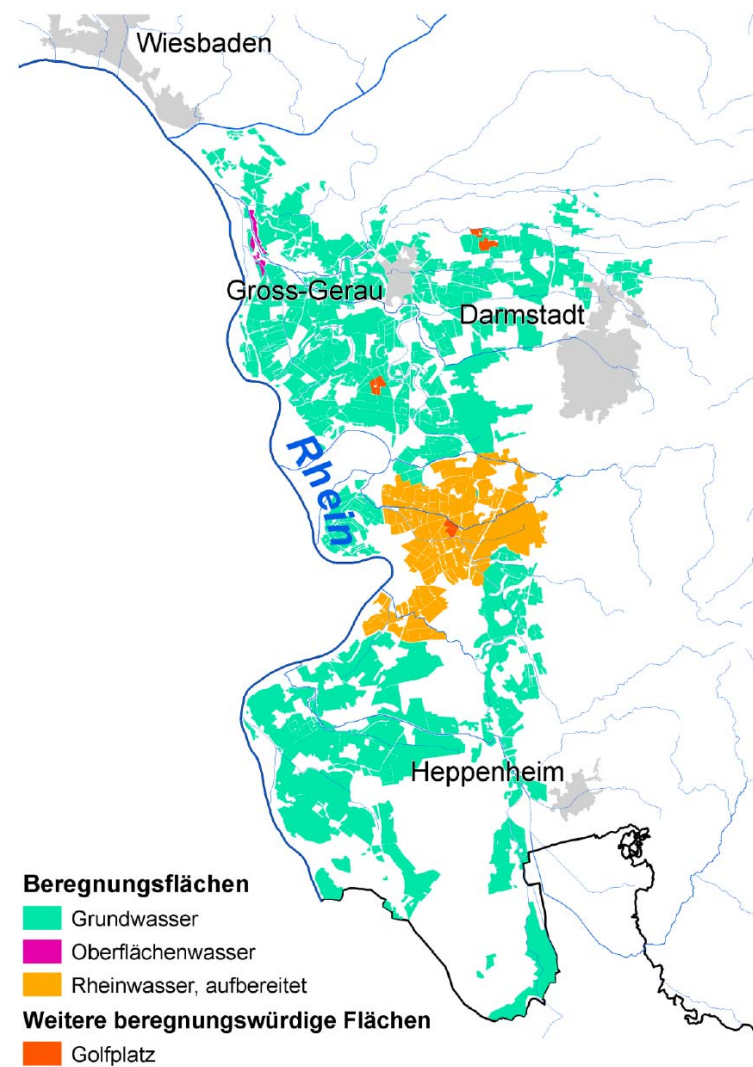 Wiesbaden
Gross-Gerau
Darmstadt
Rhein
Heppenheim
Beregnungsflächen
Grundwasser
Oberflächenwasser
Rheinwasser, aufbereitet
Weitere beregnungswürdige Flächen
Golfplatz